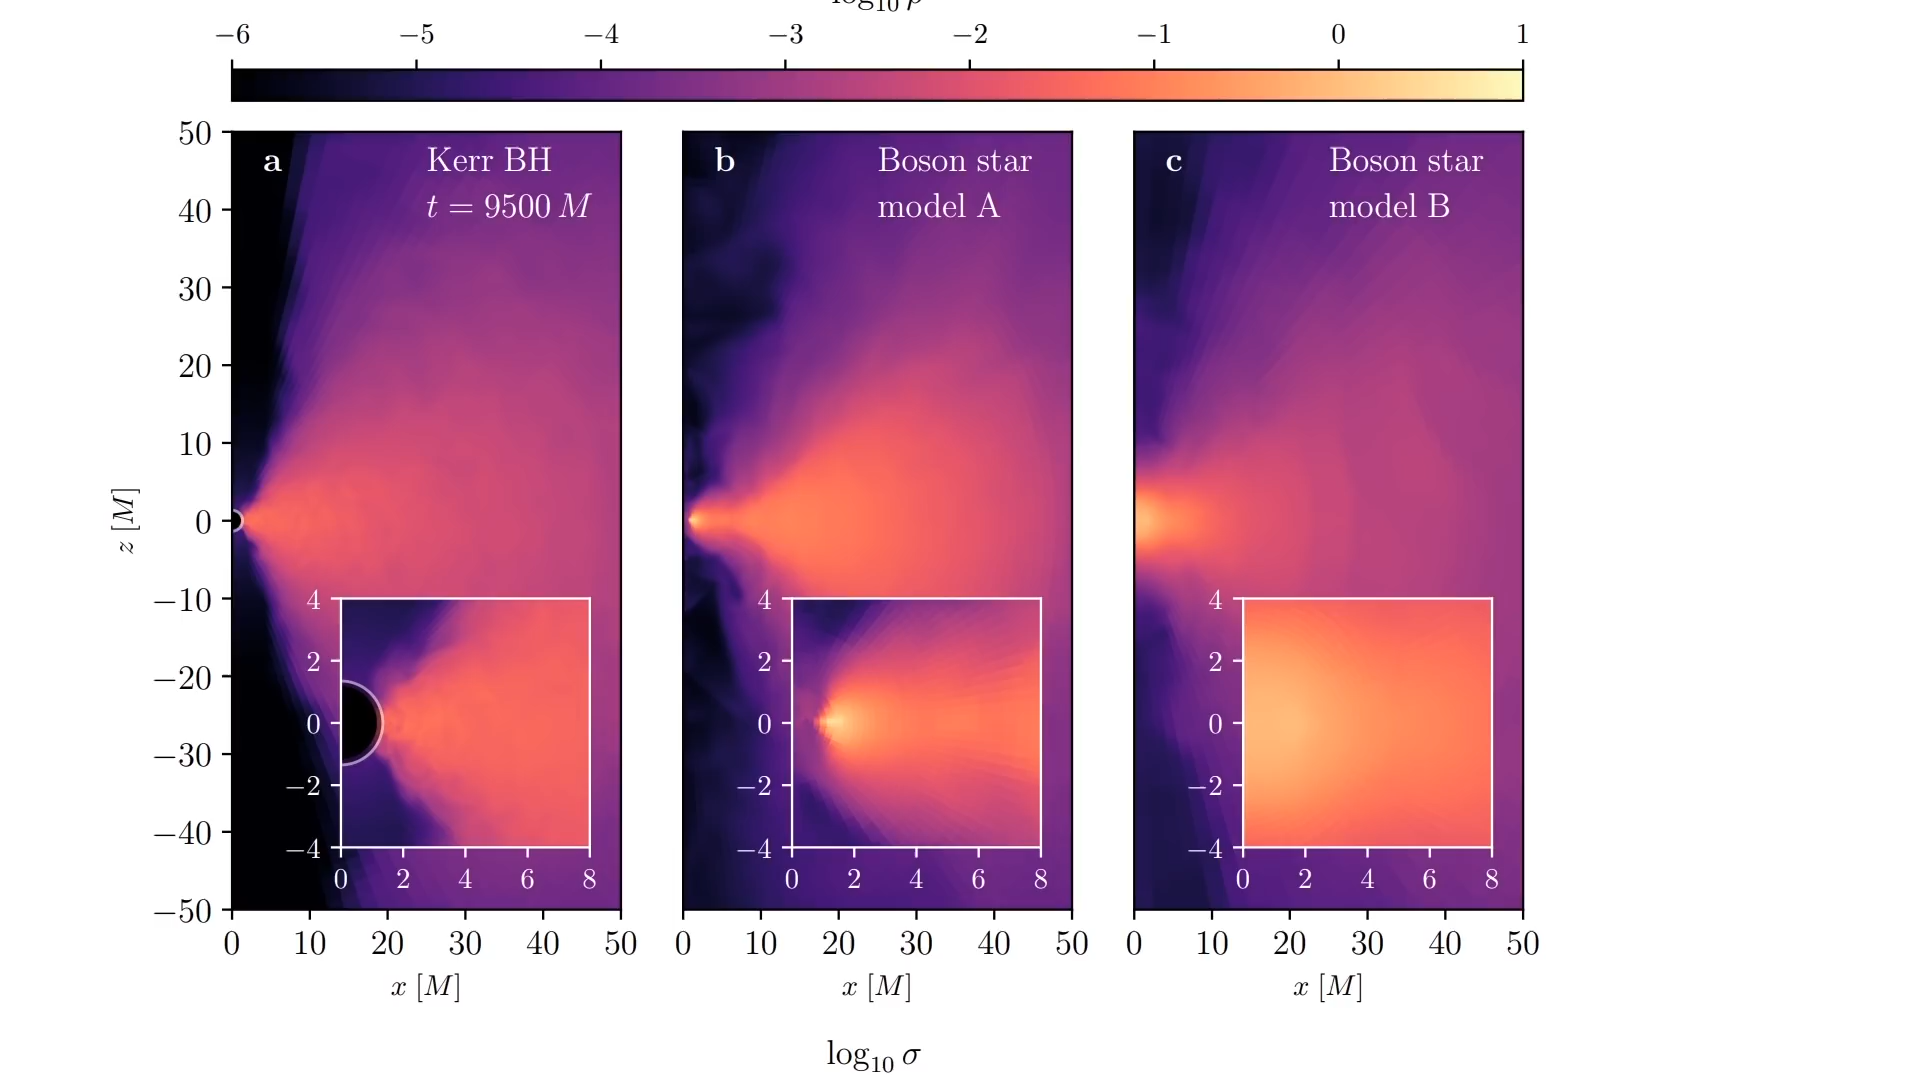 log₁₀ ρ
−6 −5 −4 −3 −2 −1 0 1
a Kerr BH
t = 9500 M
b Boson star
model A
c Boson star
model B
50
40
30
20
10
0
−10
−20
−30
−40
−50
z [M]
4
2
0
−2
−4
0 2 4 6 8
4
2
0
−2
−4
0 2 4 6 8
4
2
0
−2
−4
0 2 4 6 8
0 10 20 30 40 50
0 10 20 30 40 50
0 10 20 30 40 50
x [M]
x [M]
x [M]
log₁₀ σ